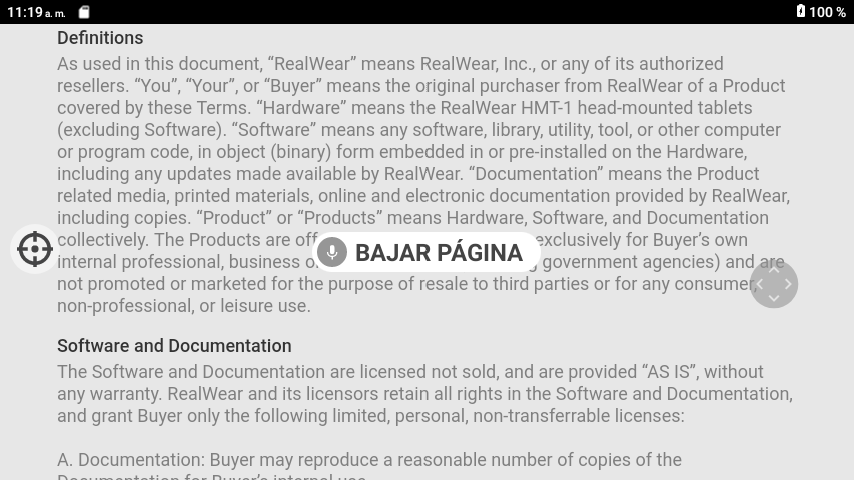 11:19 a. m.
100 %
Definitions
As used in this document, “RealWear” means RealWear, Inc., or any of its authorized
resellers. “You”, “Your”, or “Buyer” means the original purchaser from RealWear of a Product
covered by these Terms. “Hardware” means the RealWear HMT-1 head-mounted tablets
(excluding Software). “Software” means any software, library, utility, tool, or other computer
or program code, in object (binary) form embedded in or pre-installed on the Hardware,
including any updates made available by RealWear. “Documentation” means the Product
related media, printed materials, online and electronic documentation provided by RealWear,
including copies. “Product” or “Products” means Hardware, Software, and Documentation
collectively. The Products are exclusively for Buyer’s own
BAJAR PÁGINA
internal professional, business government agencies) and are
not promoted or marketed for the purpose of resale to third parties or for any consumer,
non-professional, or leisure use.
Software and Documentation
The Software and Documentation are licensed not sold, and are provided “AS IS”, without
any warranty. RealWear and its licensors retain all rights in the Software and Documentation,
and grant Buyer only the following limited, personal, non-transferrable licenses:
A. Documentation: Buyer may reproduce a reasonable number of copies of the
Documentation for Buyer’s internal use